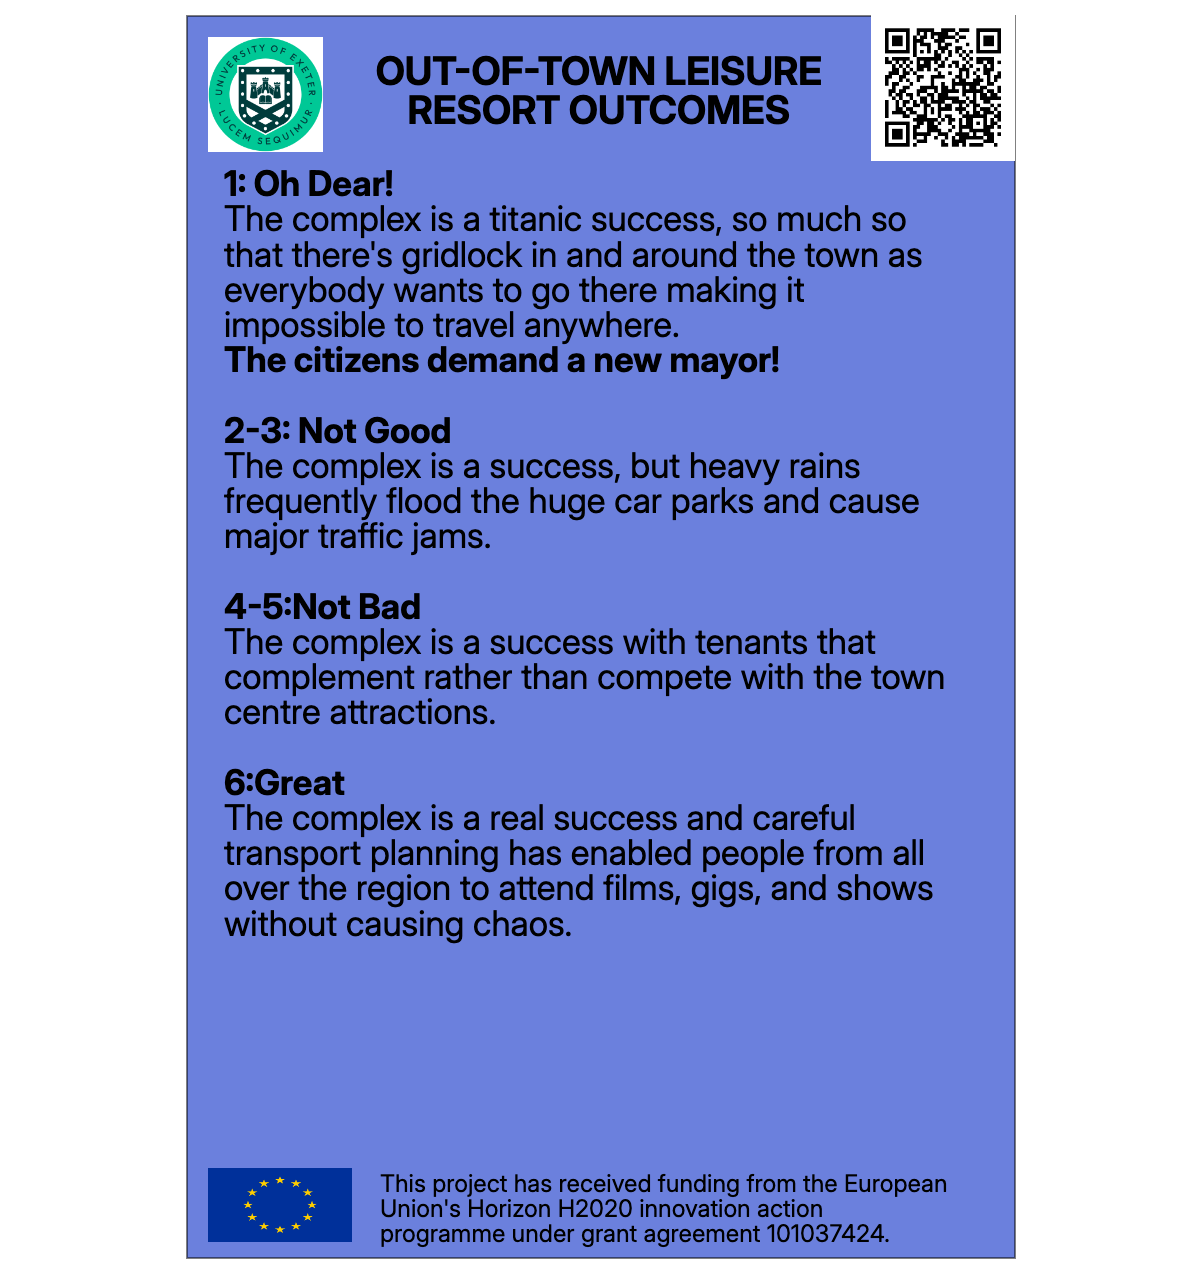 UNIVERSITY OF EXETER
LUCEM SEQUIMUR
OUT-OF-TOWN LEISURE
RESORT OUTCOMES
1: Oh Dear!
The complex is a titanic success, so much so
that there's gridlock in and around the town as
everybody wants to go there making it
impossible to travel anywhere.
The citizens demand a new mayor!
2-3: Not Good
The complex is a success, but heavy rains
frequently flood the huge car parks and cause
major traffic jams.
4-5:Not Bad
The complex is a success with tenants that
complement rather than compete with the town
centre attractions.
6:Great
The complex is a real success and careful
transport planning has enabled people from all
over the region to attend films, gigs, and shows
without causing chaos.
This project has received funding from the European
Union's Horizon H2020 innovation action
programme under grant agreement 101037424.